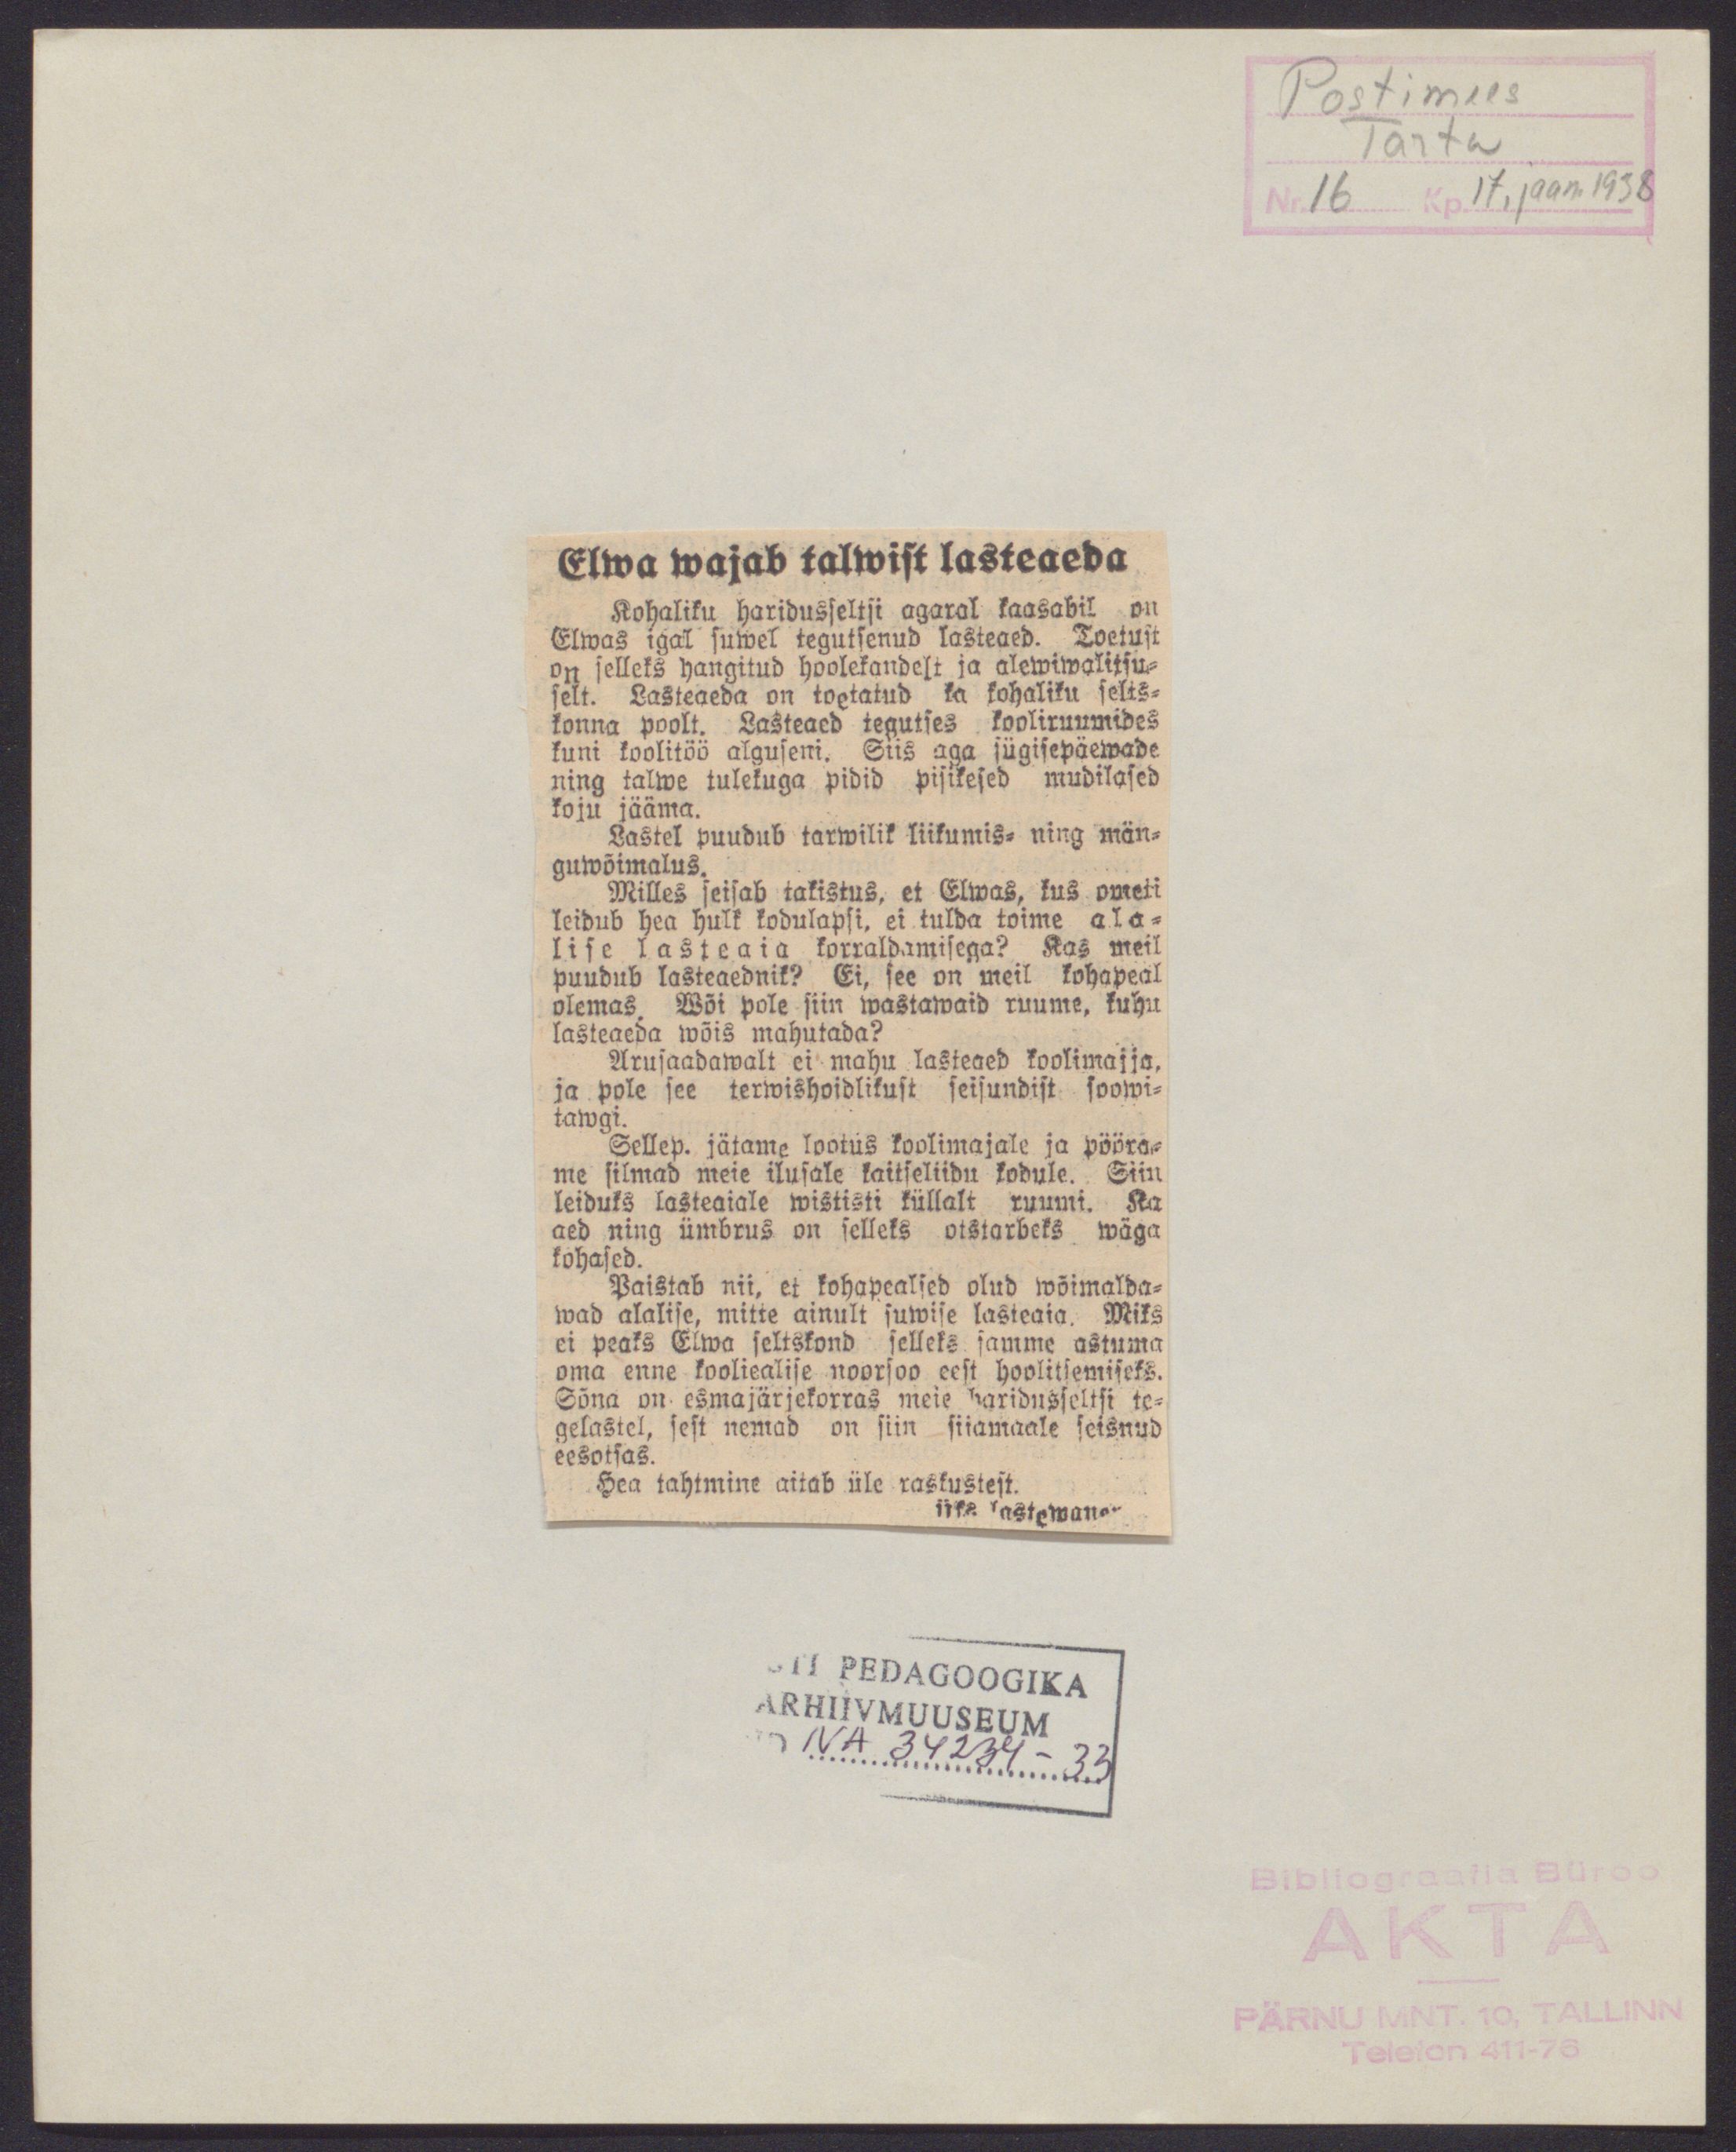 Postimees
Tartu
Nr. 16 Kp. 17. jaan. 1938
Elwa wajab talwist lasteaeda
Kohaliku haridusseltsi agaral kaasabil on
Elwas igal suwel tegutsenud lasteaed. Toetust
on selleks hangitud hoolekandelt ja alewiwalitsu-
selt. Lasteaeda on toetatud ka kohaliku selts-
konna poolt. Lasteaed tegutses kooliruumides
kuni koolitöö alguseni. Siis aga sügisepäewade
ning talwe tulekuga pidid pisikesed mudilased
koju jääma.
Lastel puudub tarwilik liikumis- ning män-
guwõimalus.
Milles seisab takistus, et Elwas, kus ometi
leidub hea hulk kodulapsi, ei tulda toime ala-
lise lasteaia korraldamisega? Kas meil
puudub lasteaednik? Ei, see on meil kohapeal
olemas. Wõi pole siin wastawaid ruume, kuhu
lasteaeda wõis mahutada?
Arusaadawalt ei mahu lasteaed koolimajja,
ja pole see terwishoidlikust seisundist soowi-
tawgi.
Sellep. jätame lootus koolimajale ja pööra-
me silmad meie ilusale kaitseliidu kodule. Siin
leiduks lasteaiale wististi küllalt ruumi. Ka
aed ning ümbrus on selleks otstarbeks wäga
kohased.
Paistab nii, et kohapealsed olud wõimalda-
wad alalise, mitte ainult suwise lasteaia. Miks
ei peaks Elwa seltskond selleks samme astuma
oma enne kooliealise noorsoo eest hoolitsemiseks.
Sõna on esmajärjekorras meie haridusseltsi te-
gelastel, sest nemad on siin siiamaale seisnud
eesotsas.
Hea tahtmine aitab üle raskustest.
üks lastewanem
PEDAGOOGIKA
ARHIIVMUUSEUM
NA 34234-33
Bibliograafia Büroo
AKTA
PÄRNU MNT. 10, TALLINN
Telefon 411-76